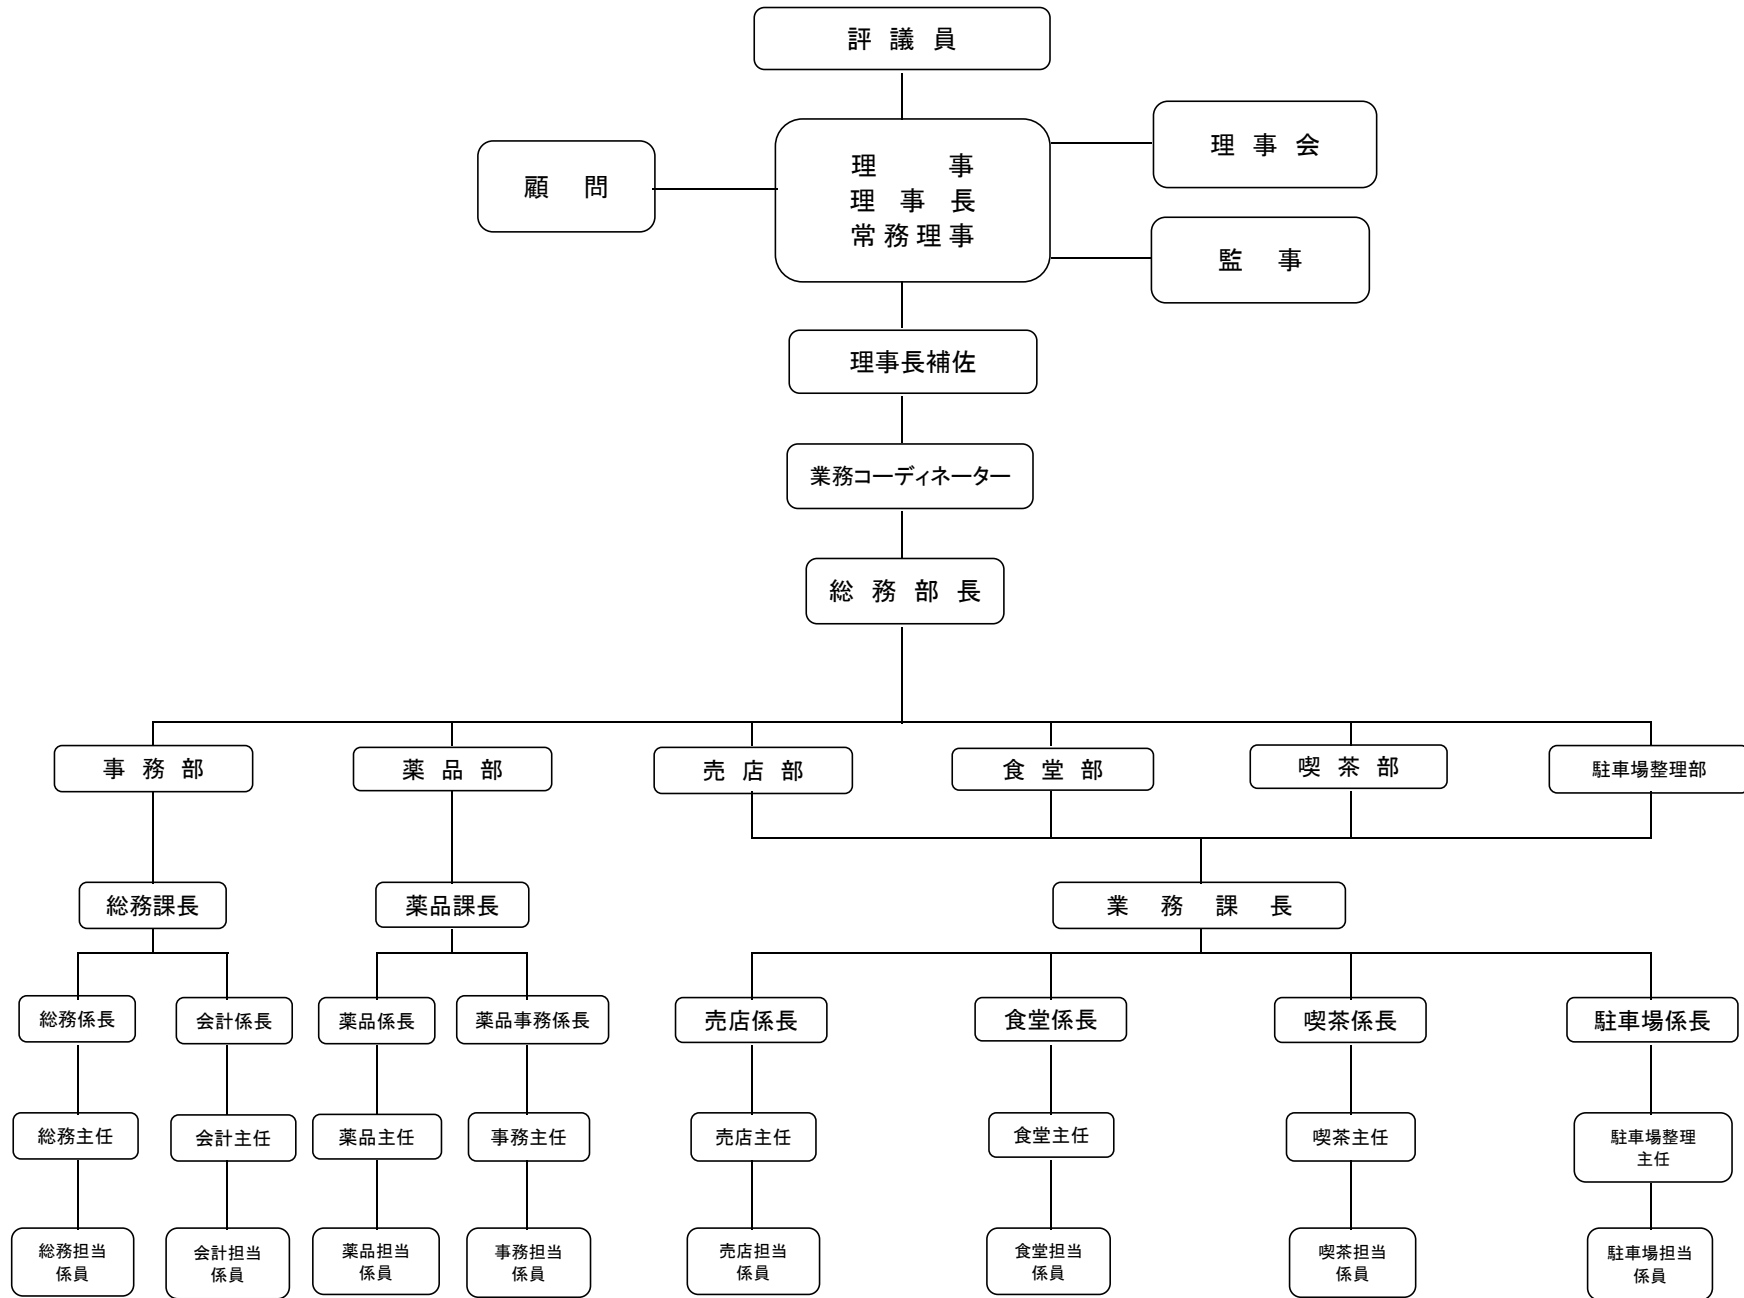 評議員
理事会
顧問
理事
理事長
常務理事
監事
理事長補佐
業務コーディネーター
総務部長
事務部
薬品部
売店部
食堂部
喫茶部
駐車場整理部
総務課長
薬品課長
業務課長
総務係長
会計係長
薬品係長
薬品事務係長
売店係長
食堂係長
喫茶係長
駐車場係長
総務主任
会計主任
薬品主任
事務主任
売店主任
食堂主任
喫茶主任
駐車場整理
主任
総務担当
係員
会計担当
係員
薬品担当
係員
事務担当
係員
売店担当
係員
食堂担当
係員
喫茶担当
係員
駐車場担当
係員